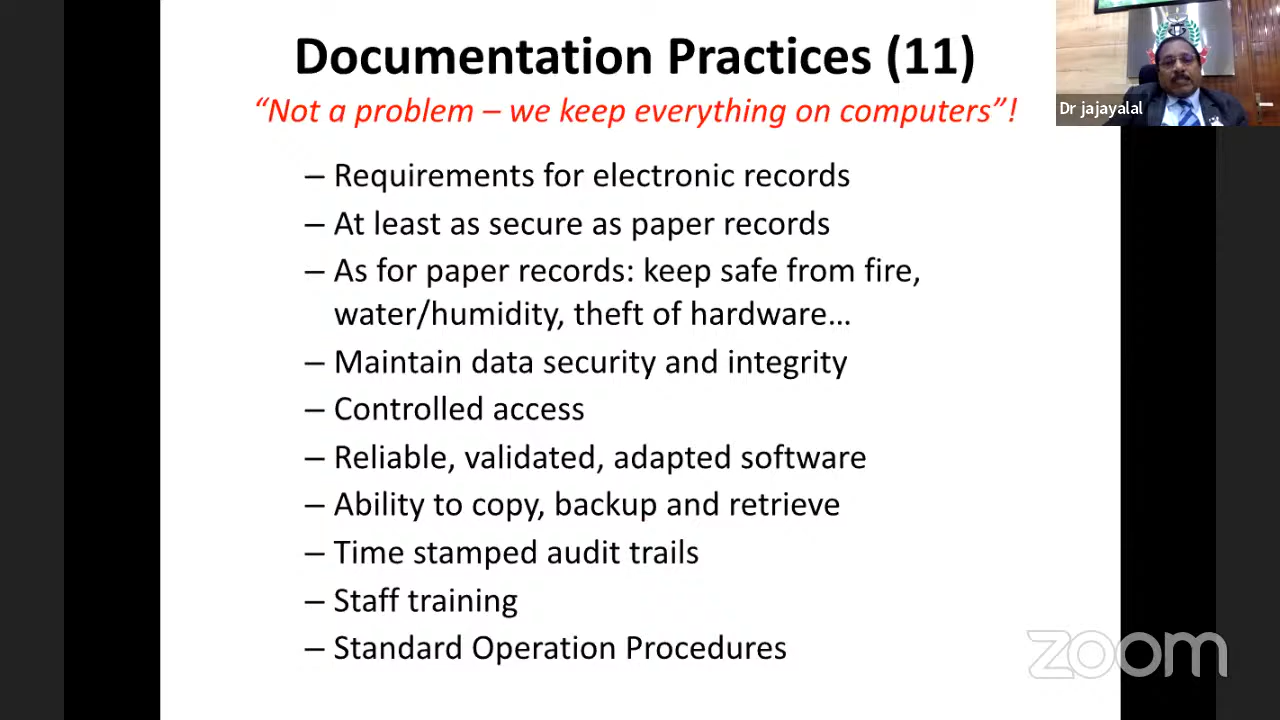 Documentation Practices (11)
“Not a problem – we keep everything on computers”!
Dr jajayalal
– Requirements for electronic records
– At least as secure as paper records
– As for paper records: keep safe from fire,
water/humidity, theft of hardware…
– Maintain data security and integrity
– Controlled access
– Reliable, validated, adapted software
– Ability to copy, backup and retrieve
– Time stamped audit trails
– Staff training
– Standard Operation Procedures
zoom